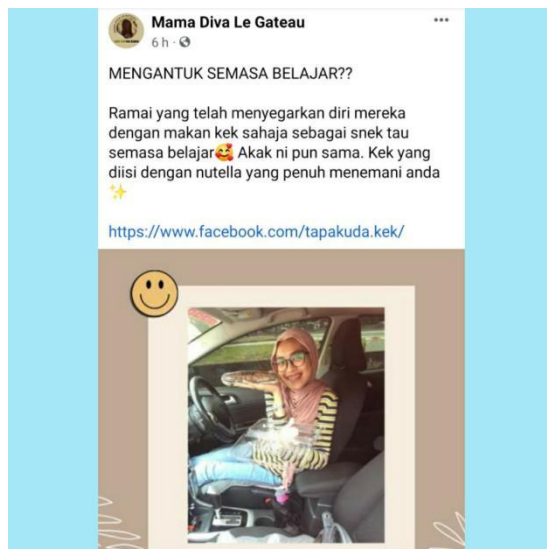 Mama Diva Le Gateau
6 h ·
MENGANTUK SEMASA BELAJAR??
Ramai yang telah menyegarkan diri mereka
dengan makan kek sahaja sebagai snek tau
semasa belajar🥰 Akak ni pun sama. Kek yang
diisi dengan nutella yang penuh menemani anda
✨
https://www.facebook.com/tapakuda.kek/